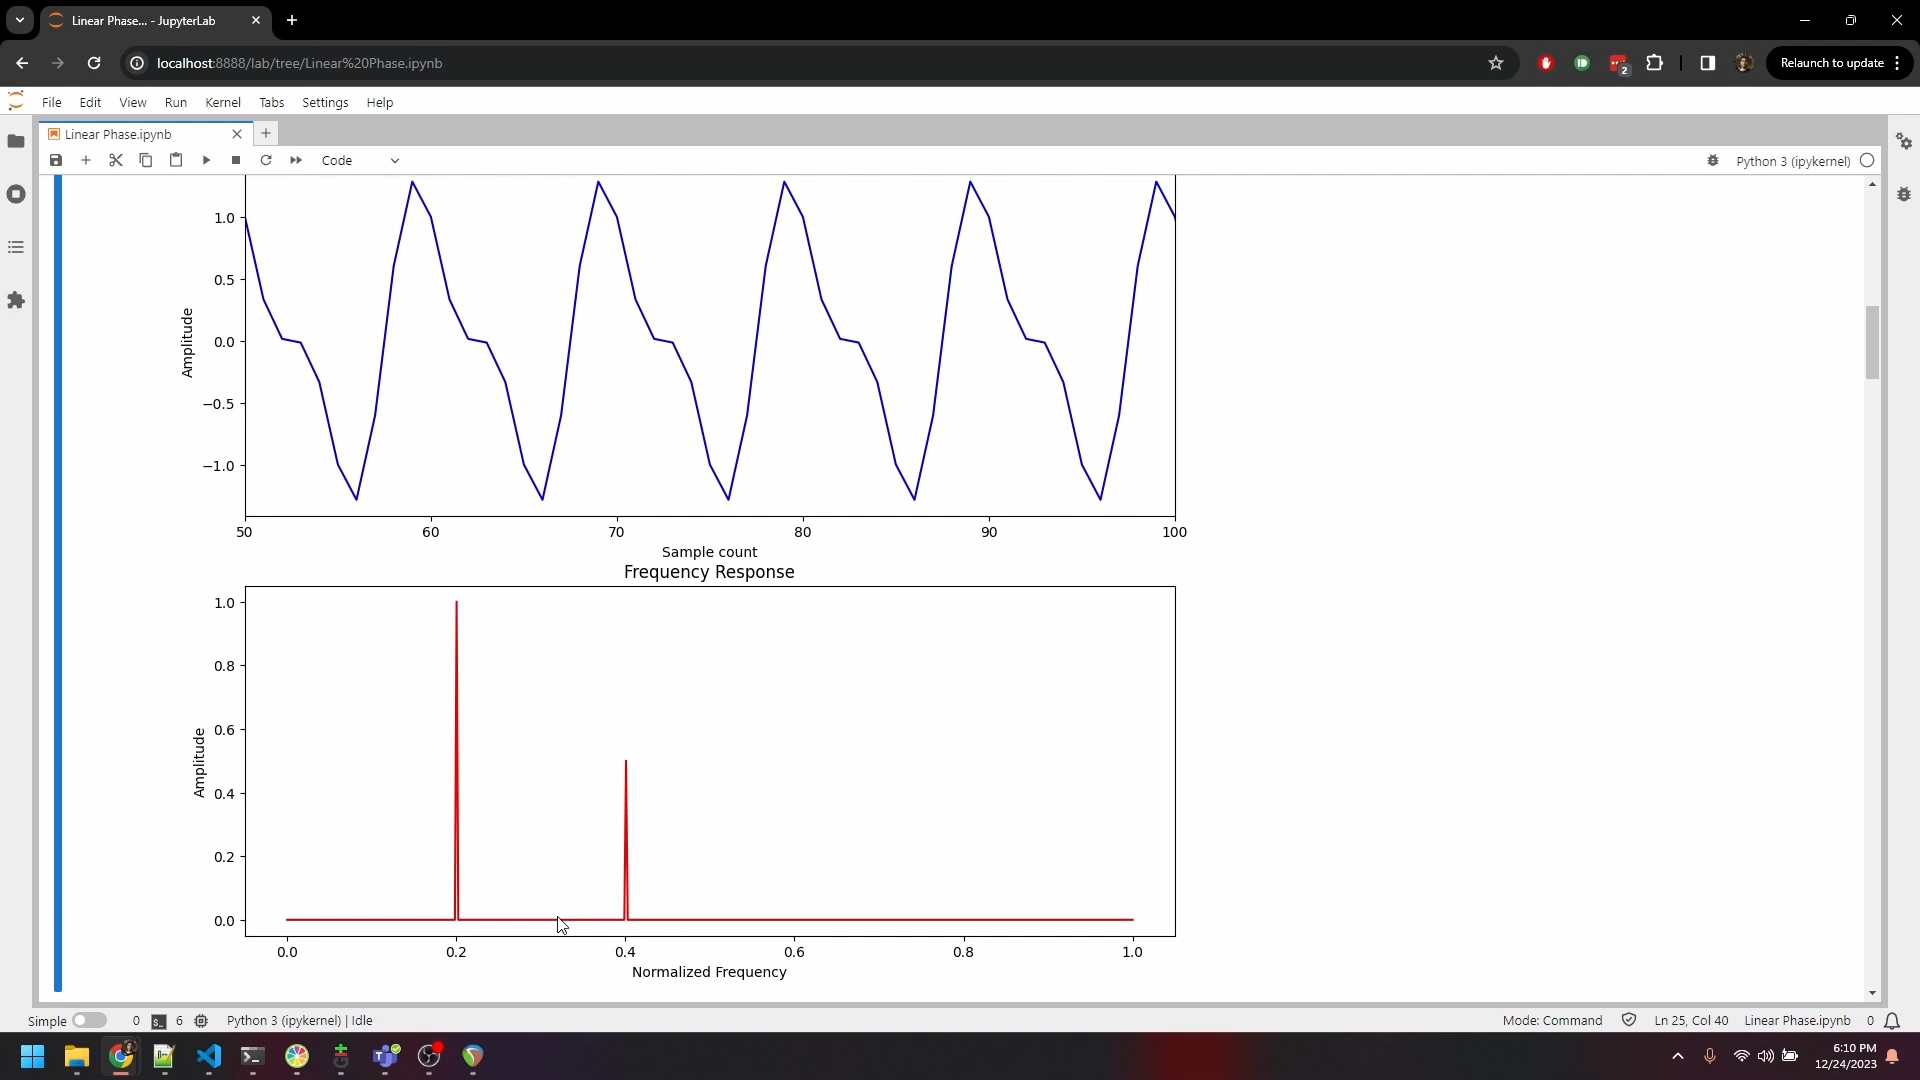 Linear Phase... - JupyterLab
localhost:8888/lab/tree/Linear%20Phase.ipynb
2
Relaunch to update
File Edit View Run Kernel Tabs Settings Help
Linear Phase.ipynb
Code
Python 3 (ipykernel)
1.0
0.5
0.0
−0.5
−1.0
Amplitude
50 60 70 80 90 100
Sample count
Frequency Response
1.0
0.8
0.6
0.4
0.2
0.0
Amplitude
0.0 0.2 0.4 0.6 0.8 1.0
Normalized Frequency
Simple 0 6 Python 3 (ipykernel) | Idle Mode: Command Ln 25, Col 40 Linear Phase.ipynb 0
6:10 PM
12/24/2023